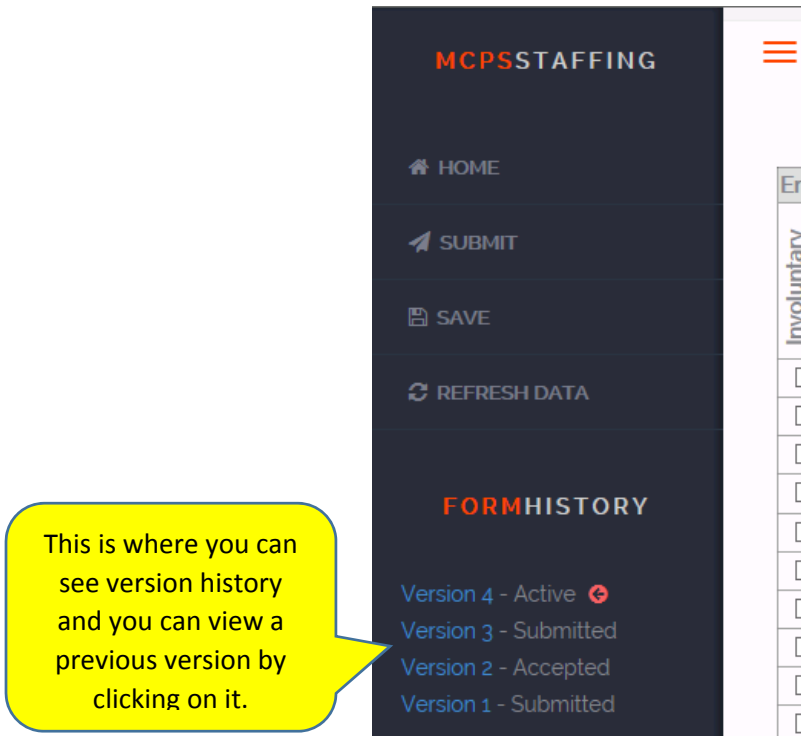 MCPSSTAFFING
HOME
SUBMIT
SAVE
REFRESH DATA
FORMHISTORY
Version 4 - Active
Version 3 - Submitted
Version 2 - Accepted
Version 1 - Submitted
This is where you can
see version history
and you can view a
previous version by
clicking on it.
Involuntary